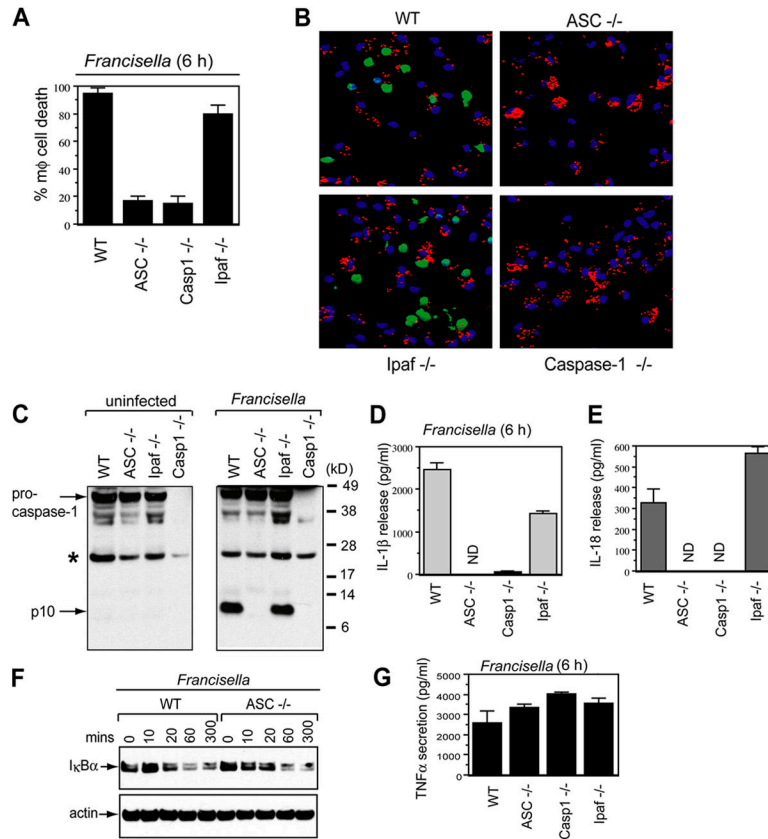 A
Francisella (6 h)
% mϕ cell death
100
80
60
40
20
0
WT
ASC -/-
Casp1 -/-
Ipaf -/-
B
WT
ASC -/-
Ipaf -/-
Caspase-1 -/-
C
uninfected
Francisella
WT
ASC -/-
Ipaf -/-
Casp1 -/-
WT
ASC -/-
Ipaf -/-
Casp1 -/-
(kD)
pro-
caspase-1
*
p10
49
38
28
17
14
6
D
Francisella (6 h)
IL-1β release (pg/ml)
3000
2000
1000
0
ND
WT
ASC -/-
Casp1 -/-
Ipaf -/-
E
IL-18 release (pg/ml)
600
500
400
300
200
100
0
ND
ND
WT
ASC -/-
Casp1 -/-
Ipaf -/-
F
Francisella
WT
ASC -/-
mins
0
10
20
60
300
0
10
20
60
300
IκBα
actin
G
Francisella (6 h)
TNFα secretion (pg/ml)
5000
4000
3000
2000
1000
0
WT
ASC -/-
Casp1 -/-
Ipaf -/-